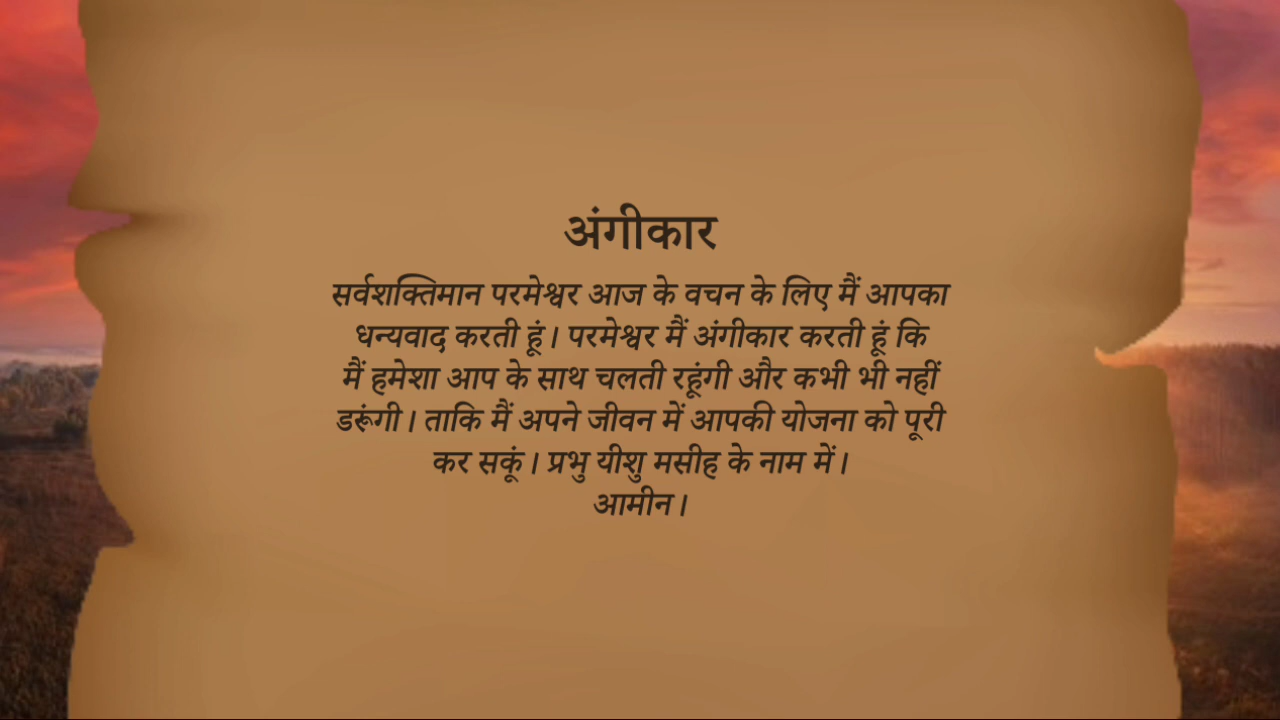 अंगीकार
सर्वशक्तिमान परमेश्वर आज के वचन के लिए मैं आपका
धन्यवाद करती हूं। परमेश्वर मैं अंगीकार करती हूं कि
मैं हमेशा आप के साथ चलती रहूंगी और कभी भी नहीं
डरूंगी। ताकि मैं अपने जीवन में आपकी योजना को पूरी
कर सकूं। प्रभु यीशु मसीह के नाम में।
आमीन।